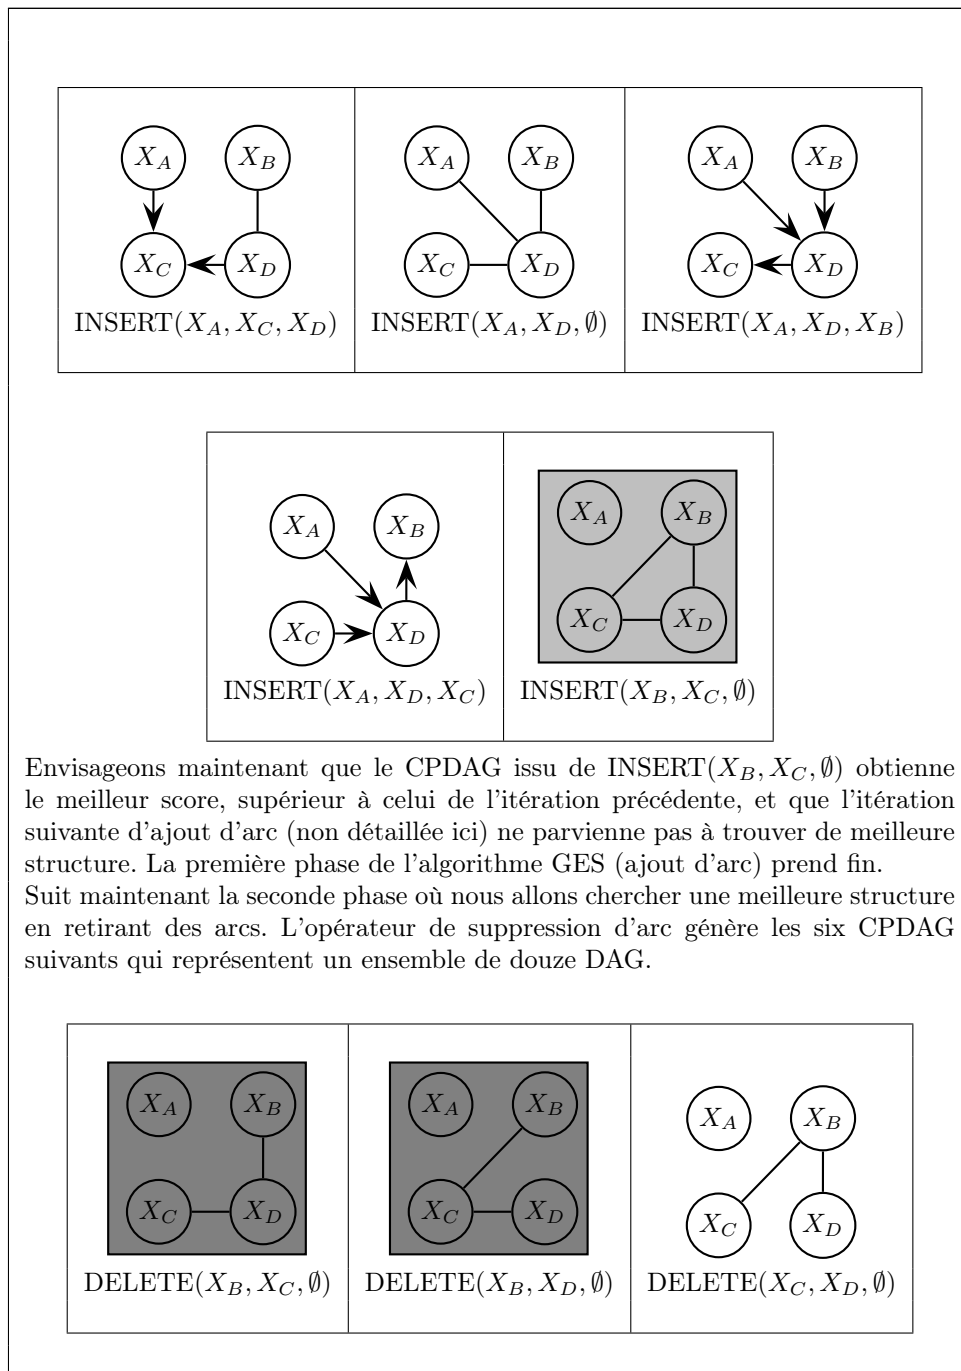 X_A X_B X_A X_B X_A X_B
X_C X_D X_C X_D X_C X_D
INSERT(X_A, X_C, X_D) INSERT(X_A, X_D, ∅) INSERT(X_A, X_D, X_B)
X_A X_B X_A X_B
X_C X_D X_C X_D
INSERT(X_A, X_D, X_C) INSERT(X_B, X_C, ∅)
Envisageons maintenant que le CPDAG issu de INSERT(X_B, X_C, ∅) obtienne
le meilleur score, supérieur à celui de l'itération précédente, et que l'itération
suivante d'ajout d'arc (non détaillée ici) ne parvienne pas à trouver de meilleure
structure. La première phase de l'algorithme GES (ajout d'arc) prend fin.
Suit maintenant la seconde phase où nous allons chercher une meilleure structure
en retirant des arcs. L'opérateur de suppression d'arc génère les six CPDAG
suivants qui représentent un ensemble de douze DAG.
X_A X_B X_A X_B X_A X_B
X_C X_D X_C X_D X_C X_D
DELETE(X_B, X_C, ∅) DELETE(X_B, X_D, ∅) DELETE(X_C, X_D, ∅)